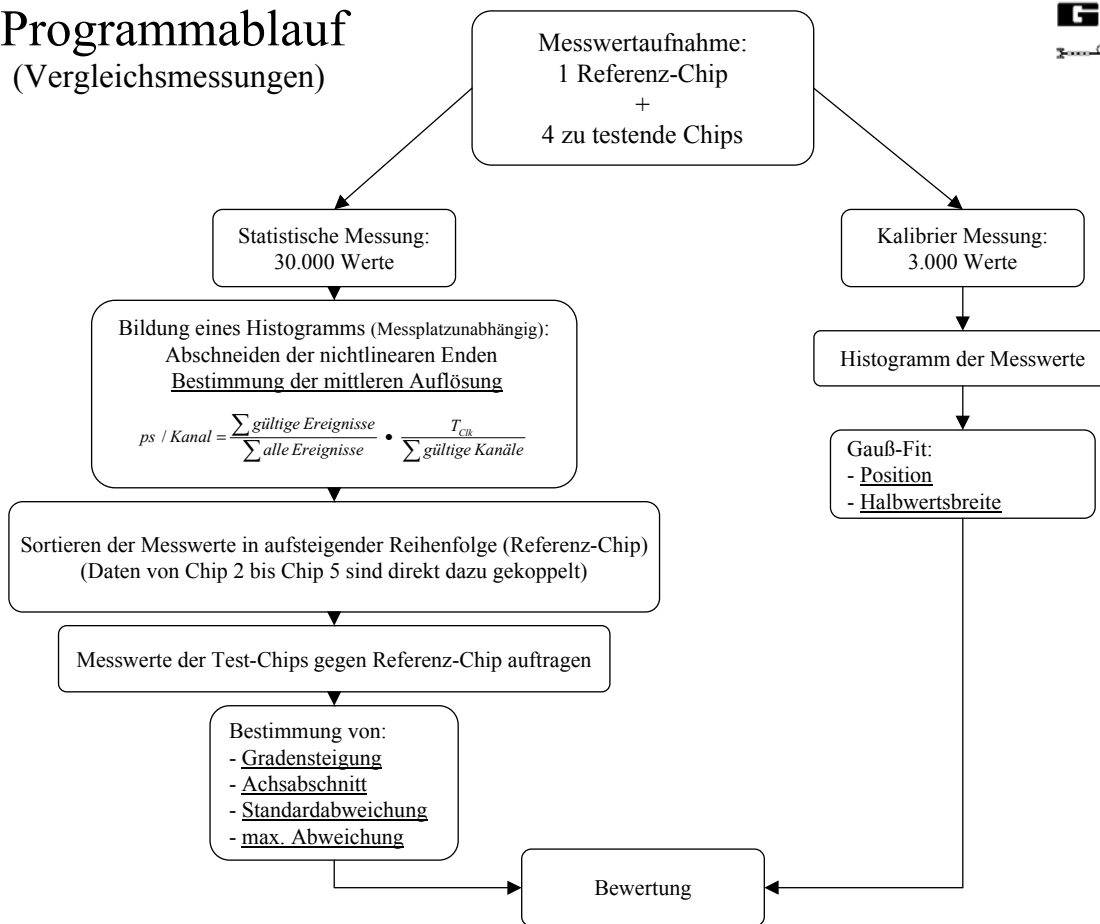 Programmablauf
(Vergleichsmessungen)
Messwertaufnahme:
1 Referenz-Chip
+
4 zu testende Chips
G
Statistische Messung:
30.000 Werte
Kalibrier Messung:
3.000 Werte
Bildung eines Histogramms (Messplatzunabhängig):
Abschneiden der nichtlinearen Enden
Bestimmung der mittleren Auflösung
ps / Kanal = ∑ gültige Ereignisse / ∑ alle Ereignisse • T_Clk / ∑ gültige Kanäle
Histogramm der Messwerte
Gauß-Fit:
- Position
- Halbwertsbreite
Sortieren der Messwerte in aufsteigender Reihenfolge (Referenz-Chip)
(Daten von Chip 2 bis Chip 5 sind direkt dazu gekoppelt)
Messwerte der Test-Chips gegen Referenz-Chip auftragen
Bestimmung von:
- Gradensteigung
- Achsabschnitt
- Standardabweichung
- max. Abweichung
Bewertung